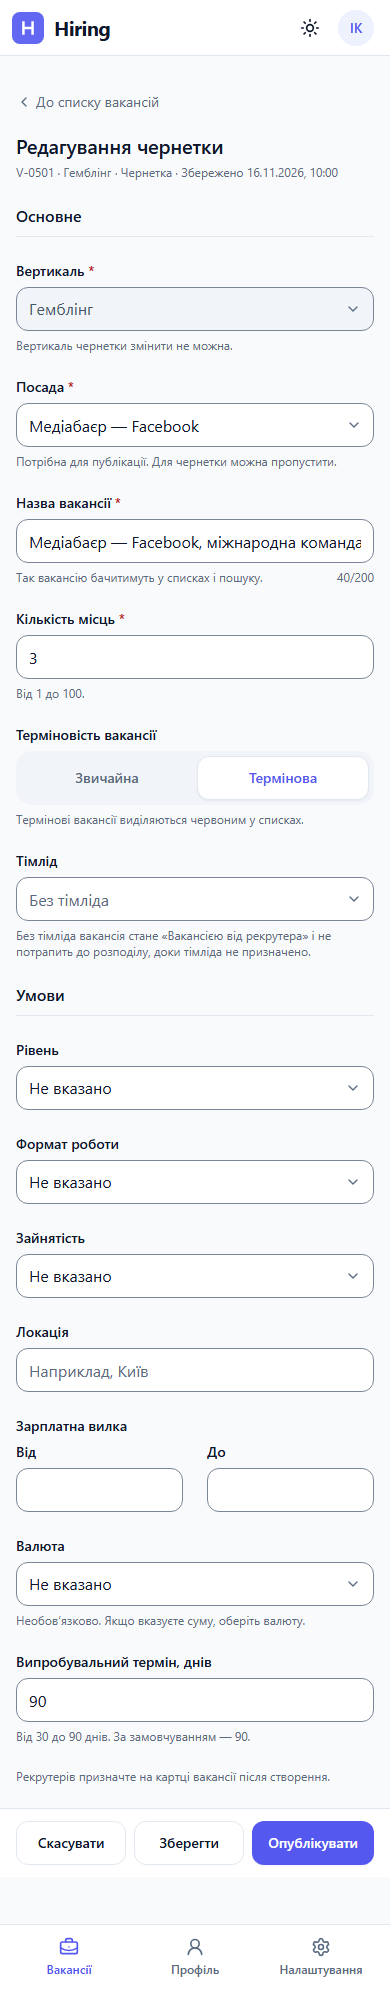 H Hiring
ІК
До списку вакансій
Редагування чернетки
V-0501 · Гемблінг · Чернетка · Збережено 16.11.2026, 10:00
Основне
Вертикаль *
Гемблінг
Вертикаль чернетки змінити не можна.
Посада *
Медіабаєр — Facebook
Потрібна для публікації. Для чернетки можна пропустити.
Назва вакансії *
Медіабаєр — Facebook, міжнародна команда
Так вакансію бачитимуть у списках і пошуку. 40/200
Кількість місць *
3
Від 1 до 100.
Терміновість вакансії
Звичайна Термінова
Термінові вакансії виділяються червоним у списках.
Тімлід
Без тімліда
Без тімліда вакансія стане «Вакансією від рекрутера» і не
потрапить до розподілу, доки тімліда не призначено.
Умови
Рівень
Не вказано
Формат роботи
Не вказано
Зайнятість
Не вказано
Локація
Наприклад, Київ
Зарплатна вилка
Від До
Валюта
Не вказано
Необов’язково. Якщо вказуєте суму, оберіть валюту.
Випробувальний термін, днів
90
Від 30 до 90 днів. За замовчуванням — 90.
Рекрутерів призначте на картці вакансії після створення.
Скасувати Зберегти Опублікувати
Вакансії Профіль Налаштування